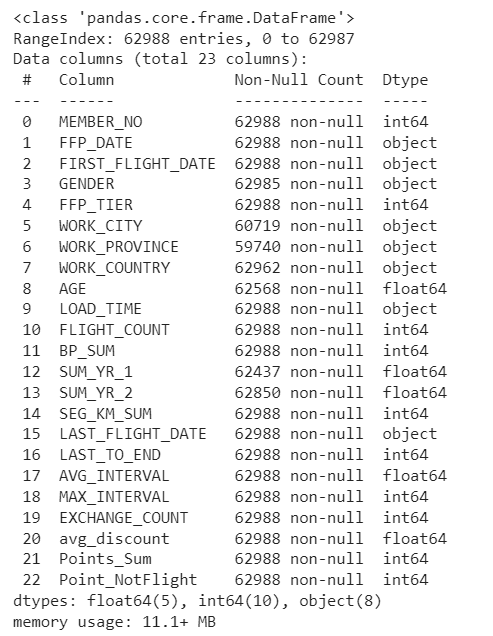 <class 'pandas.core.frame.DataFrame'>
RangeIndex: 62988 entries, 0 to 62987
Data columns (total 23 columns):
 #   Column             Non-Null Count  Dtype
---  ------             --------------  -----
 0   MEMBER_NO          62988 non-null  int64
 1   FFP_DATE           62988 non-null  object
 2   FIRST_FLIGHT_DATE  62988 non-null  object
 3   GENDER             62985 non-null  object
 4   FFP_TIER           62988 non-null  int64
 5   WORK_CITY          60719 non-null  object
 6   WORK_PROVINCE      59740 non-null  object
 7   WORK_COUNTRY       62962 non-null  object
 8   AGE                62568 non-null  float64
 9   LOAD_TIME          62988 non-null  object
 10  FLIGHT_COUNT       62988 non-null  int64
 11  BP_SUM             62988 non-null  int64
 12  SUM_YR_1           62437 non-null  float64
 13  SUM_YR_2           62850 non-null  float64
 14  SEG_KM_SUM         62988 non-null  int64
 15  LAST_FLIGHT_DATE   62988 non-null  object
 16  LAST_TO_END        62988 non-null  int64
 17  AVG_INTERVAL       62988 non-null  float64
 18  MAX_INTERVAL       62988 non-null  int64
 19  EXCHANGE_COUNT     62988 non-null  int64
 20  avg_discount       62988 non-null  float64
 21  Points_Sum         62988 non-null  int64
 22  Point_NotFlight    62988 non-null  int64
dtypes: float64(5), int64(10), object(8)
memory usage: 11.1+ MB